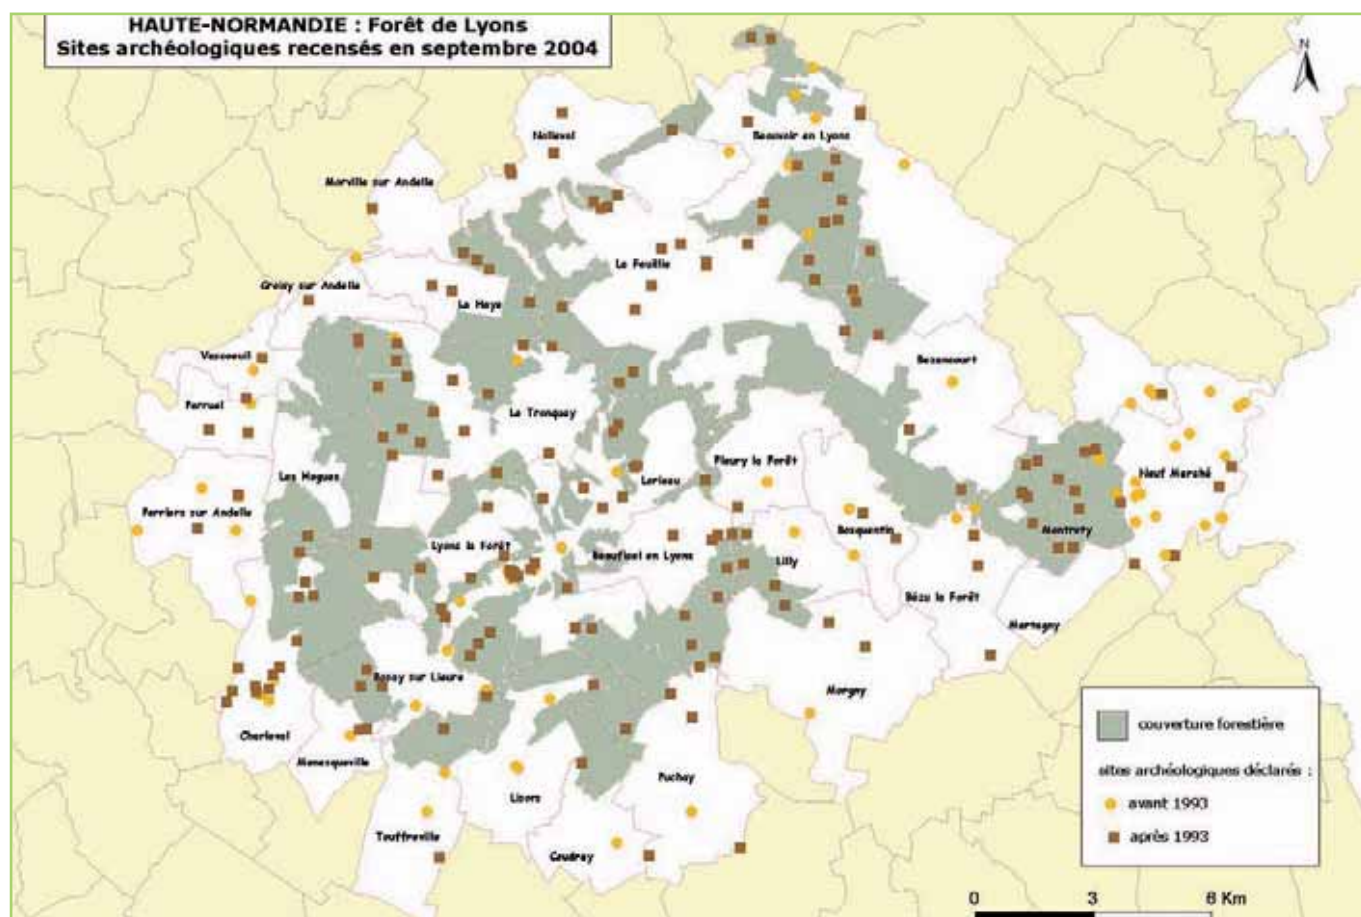 HAUTE-NORMANDIE : Forêt de Lyons
Sites archéologiques recensés en septembre 2004
N
Nolleval
Beauvoir en Lyons
Morville sur Andelle
La Feuillie
Croisy sur Andelle
La Haye
Vascoeuil
Bezancourt
Perruel
Le Tronquay
Fleury la Forêt
Neuf Marché
Les Hogues
Lorleau
Perriers sur Andelle
Bosquentin
Montroty
Lyons la Forêt
Beauficel en Lyons
Lilly
Bézu la Forêt
Martagny
Rosay sur Lieure
Morgny
Charleval
Menesqueville
Puchay
Lisors
Touffreville
Coudray
couverture forestière
sites archéologiques déclarés :
avant 1993
après 1993
0 3 6 Km